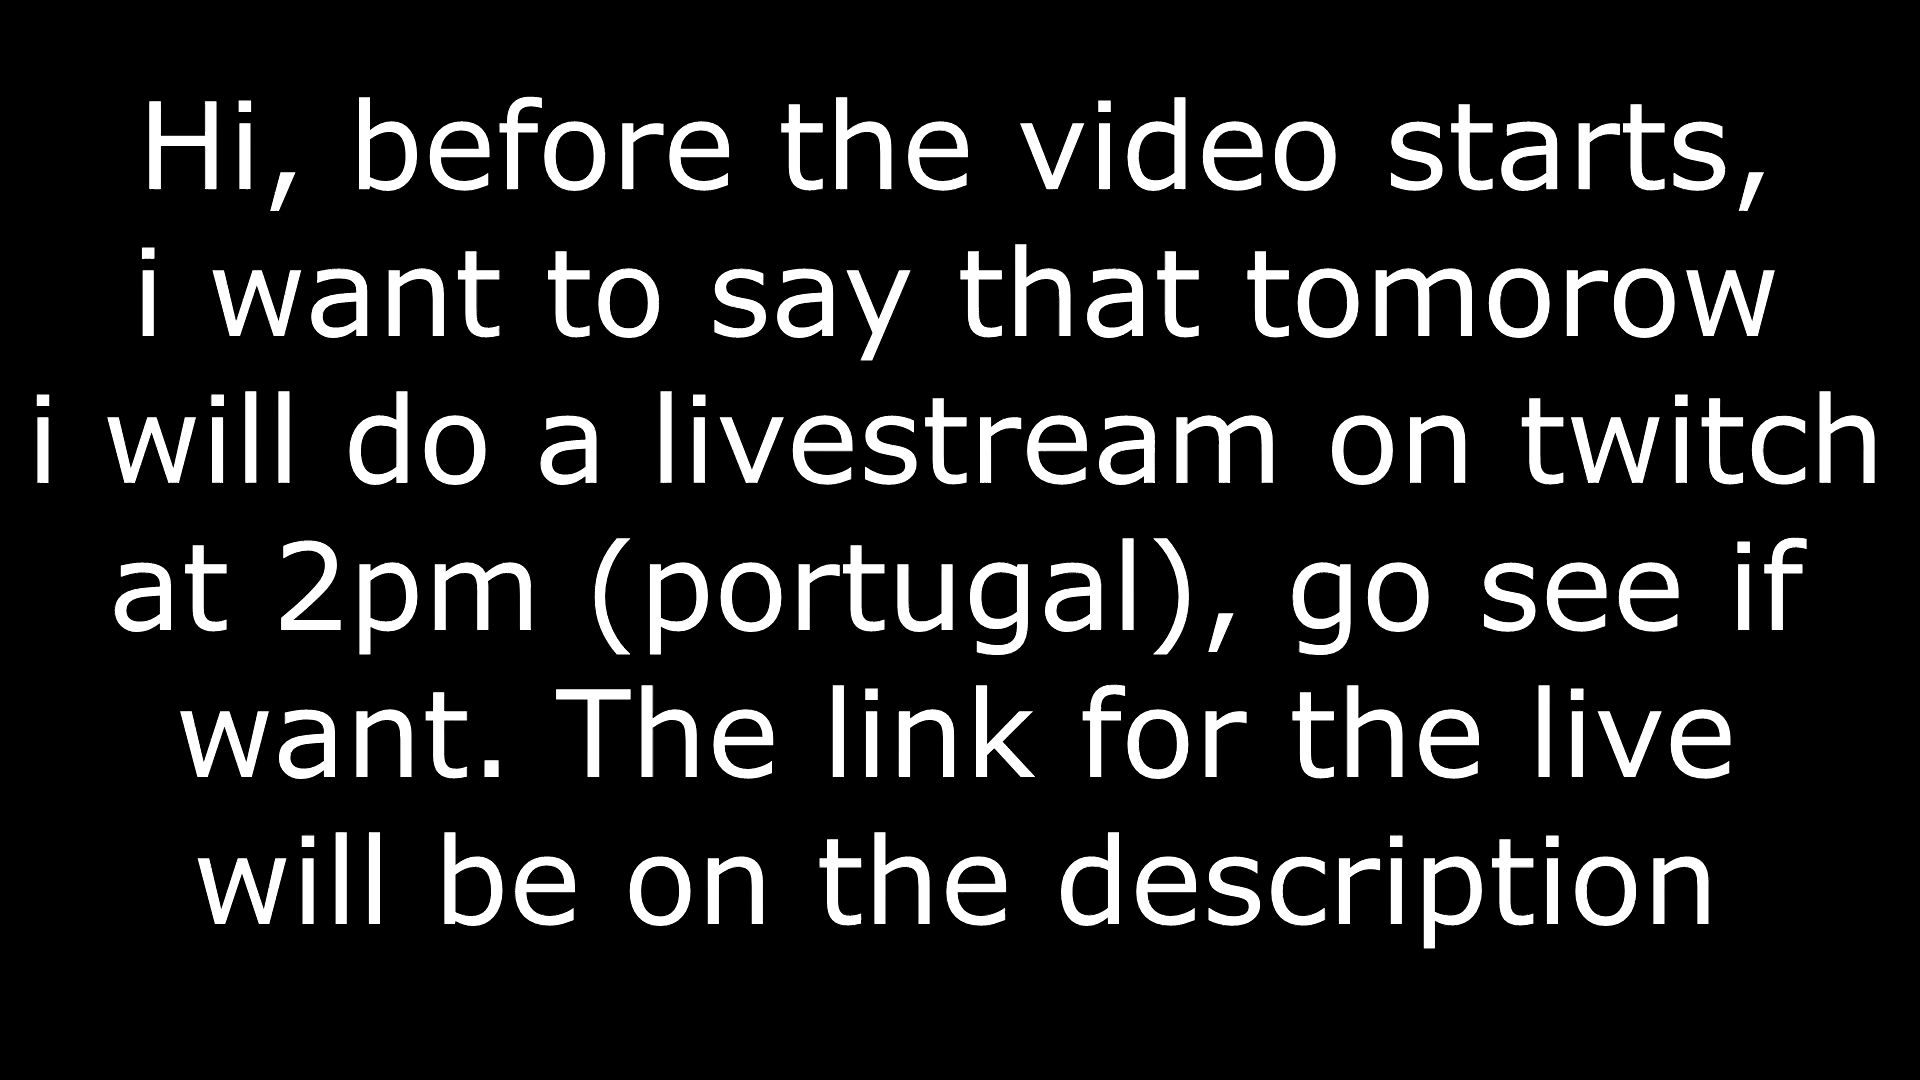 Hi, before the video starts,
i want to say that tomorow
i will do a livestream on twitch
at 2pm (portugal), go see if
want. The link for the live
will be on the description